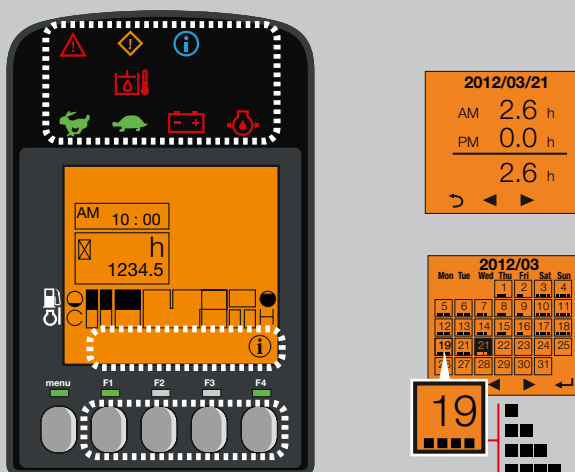 AM 10 : 00
h
1234.5
C H
i
menu F1 F2 F3 F4
2012/03/21
AM 2.6 h
PM 0.0 h
2.6 h
2012/03
Mon Tue Wed Thu Fri Sat Sun
1 2 3 4
5 6 7 8 9 10 11
12 13 14 15 16 17 18
19 21 21 22 23 24 25
27 28 29 30 31
19